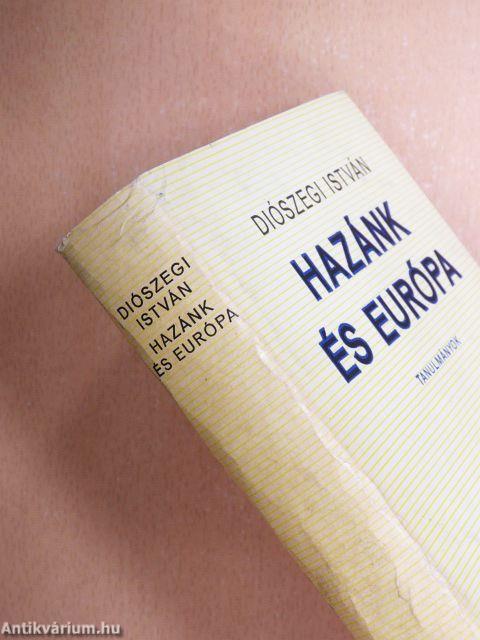 DIÓSZEGI ISTVÁN
HAZÁNK
ÉS EURÓPA
TANULMÁNYOK
DIÓSZEGI
ISTVÁN
HAZÁNK
ÉS EURÓPA
Antikvárium.hu